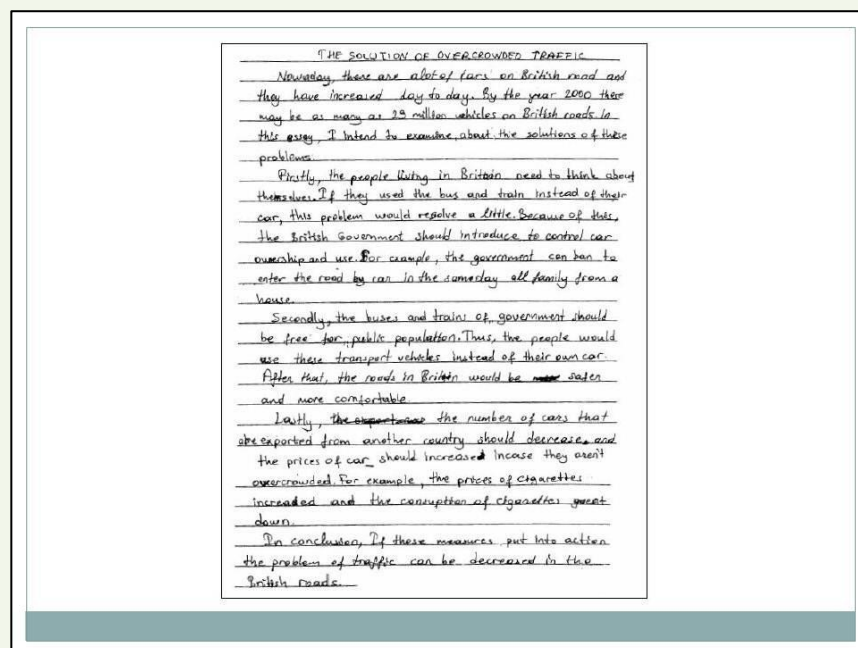 THE SOLUTION OF OVERCROWDED TRAFFIC
Nowaday, there are alot of cars on British road and
they have increased day to day. By the year 2000 there
may be as many as 29 million vehicles on British roads. In
this essay, I intend to examine about the solutions of these
problems.
Firstly, the people living in Britain need to think about
themselves. If they used the bus and train instead of their
car, this problem would resolve a little. Because of this,
the British Government should introduce to control car
ownership and use. For example, the government can ban to
enter the road by car in the sameday all family from a
house.
Secondly, the buses and trains of government should
be free for public population. Thus, the people would
use these transport vehicles instead of their own car.
After that, the roads in Britain would be safer
and more comfortable.
Lastly, the number of cars that
are exported from another country should decrease and
the prices of car should increased incase they aren't
overcrowded. For example, the prices of cigarettes
increaded and the consuption of cigarettes went
down.
In conclusion, If these measures put into action
the problem of traffic can be decreased in the
British roads.